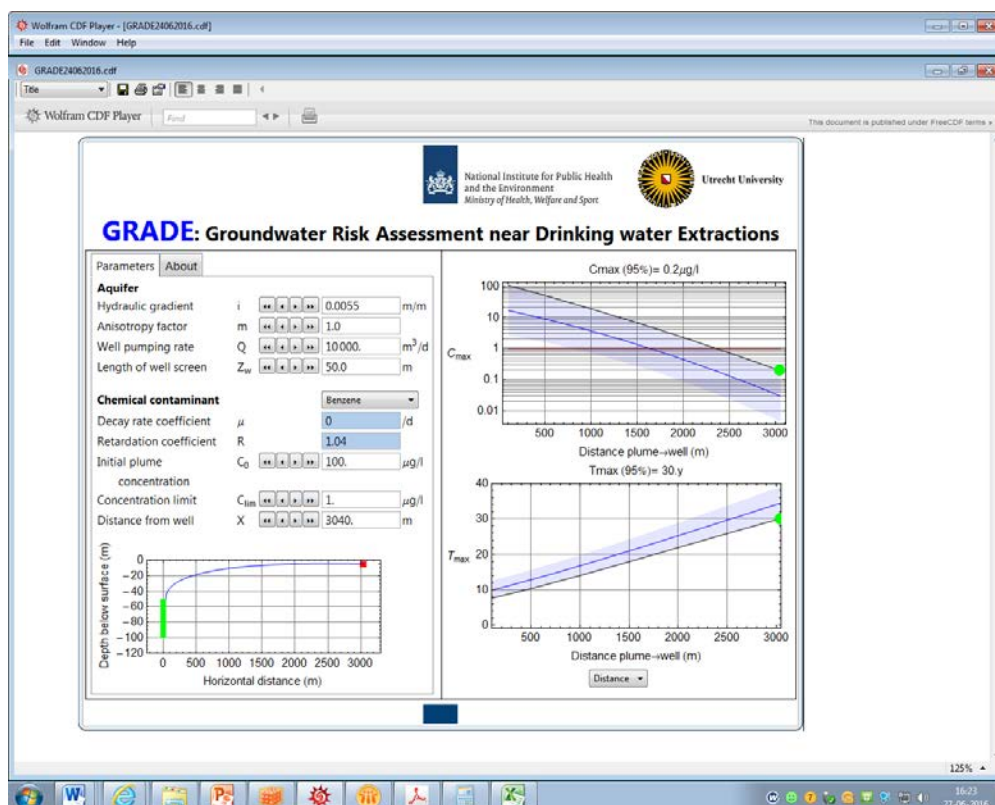 Wolfram CDF Player - [GRADE24062016.cdf]
File Edit Window Help
GRADE24062016.cdf
Title
Wolfram CDF Player Find
This document is published under FreeCDF terms »
National Institute for Public Health
and the Environment
Ministry of Health, Welfare and Sport
Utrecht University
GRADE: Groundwater Risk Assessment near Drinking water Extractions
Parameters About
Aquifer
Hydraulic gradient i 0.0055 m/m
Anisotropy factor m 1.0
Well pumping rate Q 10000. m³/d
Length of well screen Zw 50.0 m
Chemical contaminant Benzene
Decay rate coefficient μ 0 /d
Retardation coefficient R 1.04
Initial plume C0 100. μg/l
concentration
Concentration limit Clim 1. μg/l
Distance from well X 3040. m
Depth below surface (m)
0
-20
-40
-60
-80
-100
-120
0 500 1000 1500 2000 2500 3000
Horizontal distance (m)
Cmax (95%)= 0.2μg/l
Cmax
100
10
1
0.1
0.01
500 1000 1500 2000 2500 3000
Distance plume→well (m)
Tmax (95%)= 30.y
Tmax
40
30
20
10
0
500 1000 1500 2000 2500 3000
Distance plume→well (m)
Distance
125%
16:23
27-06-2016